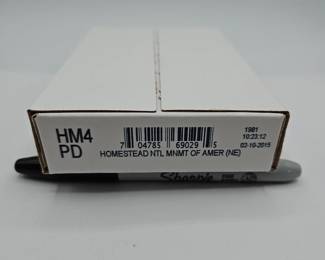 HM4
PD
7 04785 69029 5
HOMESTEAD NTL MNMT OF AMER (NE)
1981
10:23:12
02-10-2015
Sharpie